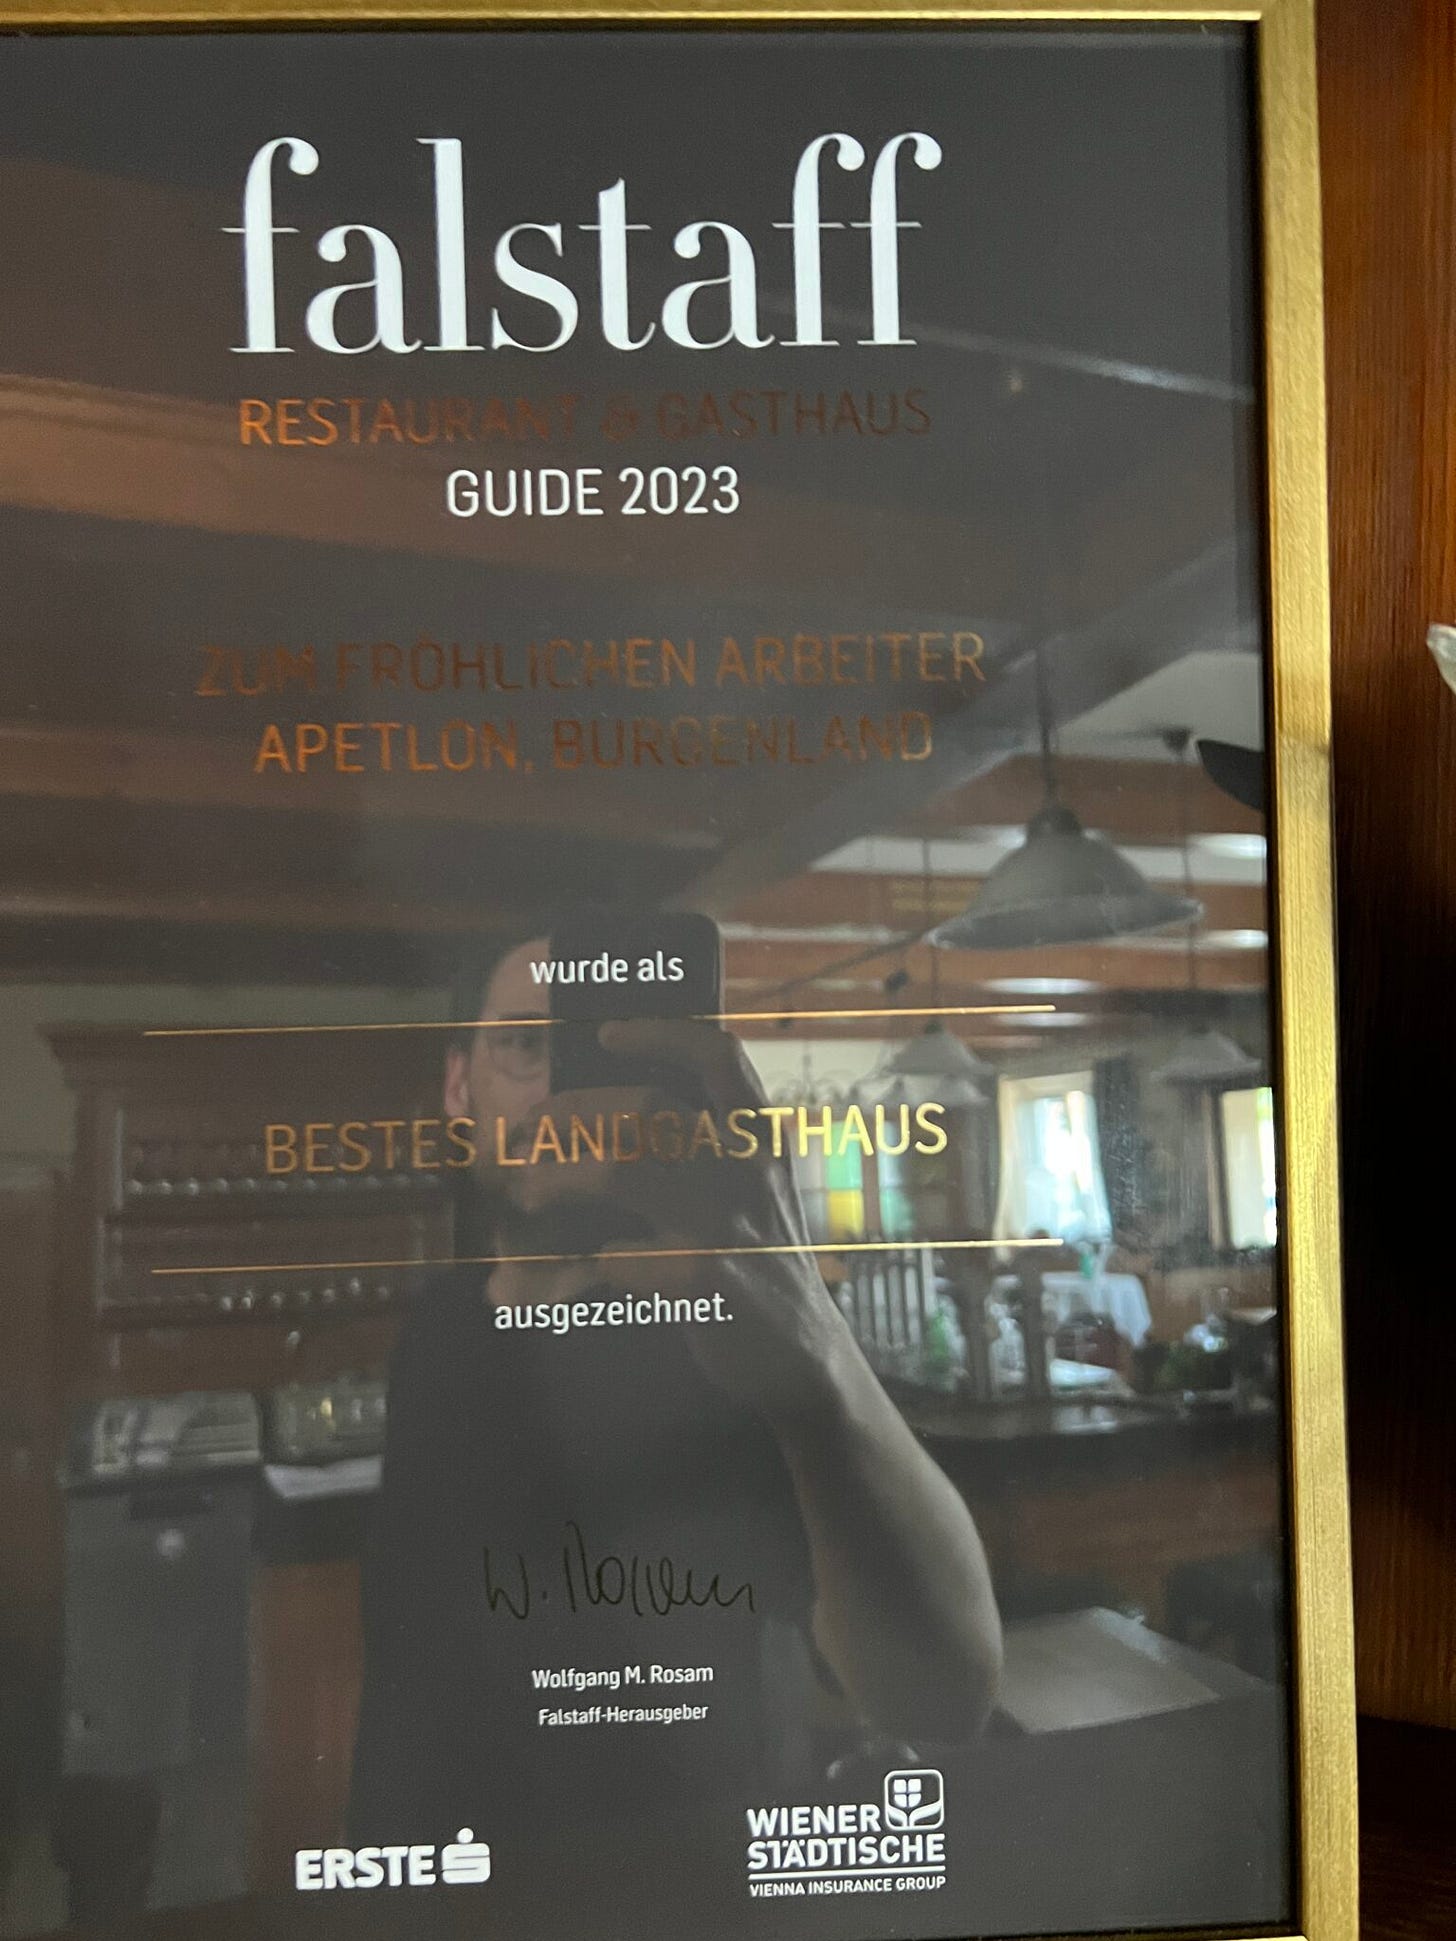 falstaff
RESTAURANT & GASTHAUS
GUIDE 2023
ZUM FRÖHLICHEN ARBEITER
APETLON, BURGENLAND
wurde als
BESTES LANDGASTHAUS
ausgezeichnet.
W. Rosam
Wolfgang M. Rosam
Falstaff-Herausgeber
ERSTE
WIENER
STÄDTISCHE
VIENNA INSURANCE GROUP